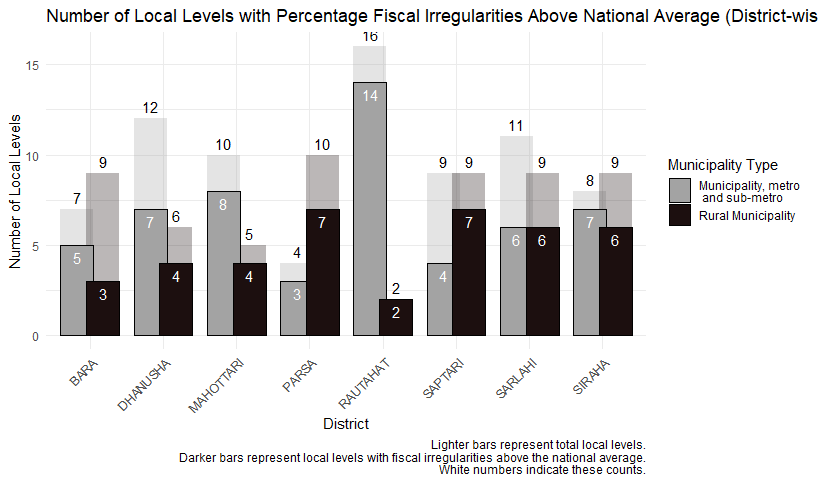 Number of Local Levels with Percentage Fiscal Irregularities Above National Average (District-wis
16
15
14
12
11
10
10
10
9
9
9
9
9
8
8
7
7
7
7
7
6
6
6
6
5
5
5
4
4
4
4
3
3
2
2
0
Number of Local Levels
BARA
DHANUSHA
MAHOTTARI
PARSA
RAUTAHAT
SAPTARI
SARLAHI
SIRAHA
District
Municipality Type
Municipality, metro
and sub-metro
Rural Municipality
Lighter bars represent total local levels.
Darker bars represent local levels with fiscal irregularities above the national average.
White numbers indicate these counts.